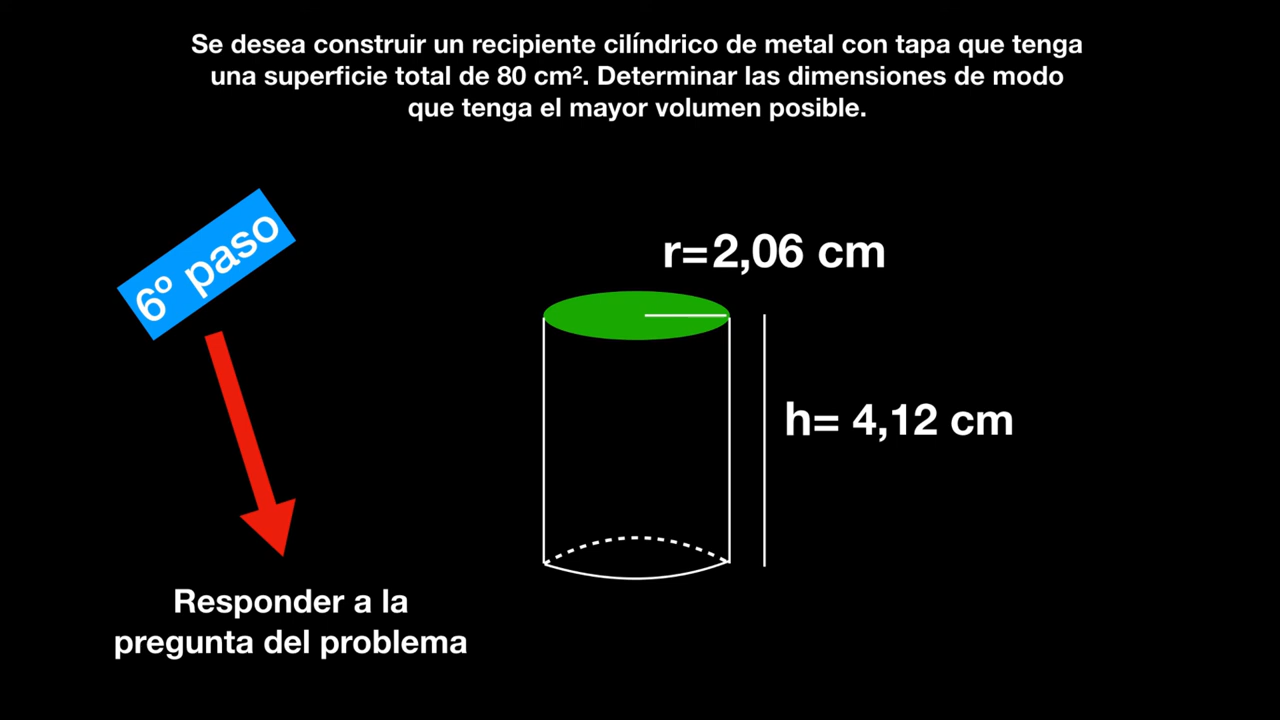 Se desea construir un recipiente cilíndrico de metal con tapa que tenga
una superficie total de 80 cm². Determinar las dimensiones de modo
que tenga el mayor volumen posible.
6º paso
r=2,06 cm
h= 4,12 cm
Responder a la
pregunta del problema